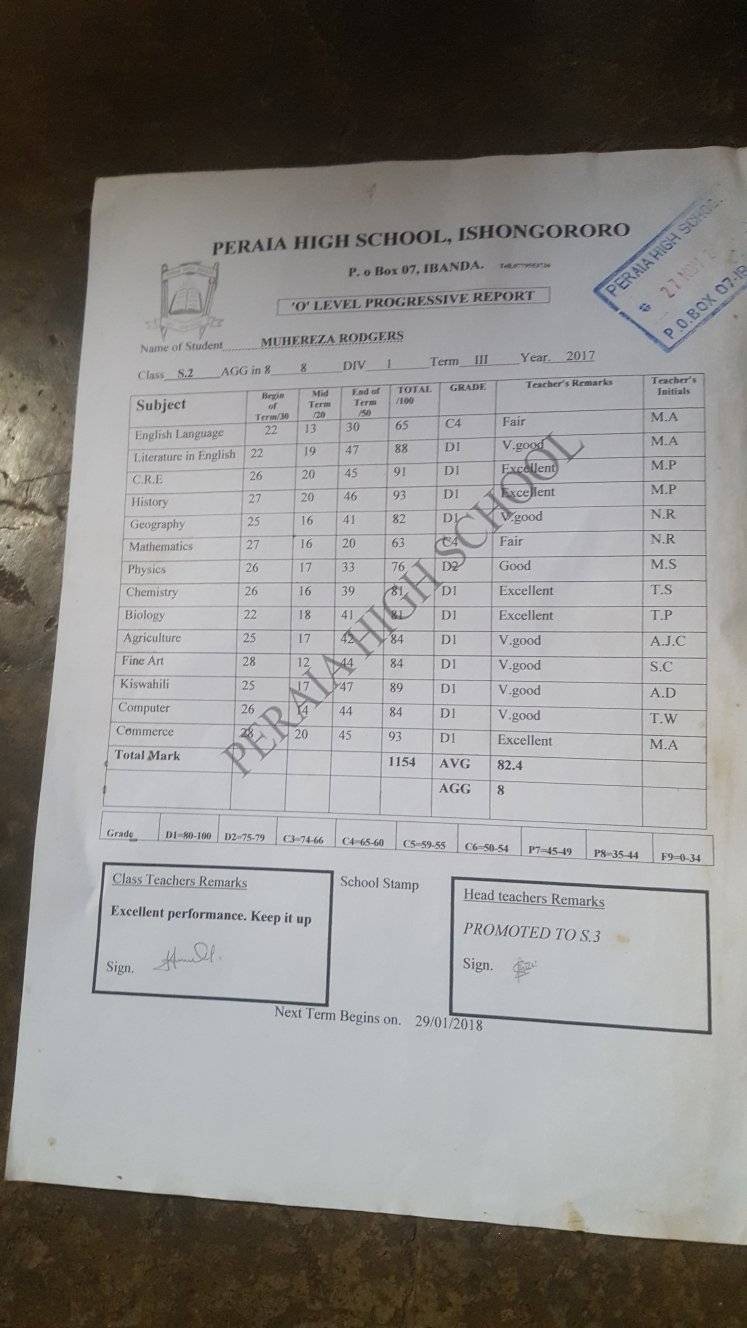 PERAIA HIGH SCHOOL, ISHONGORORO
P. o Box 07, IBANDA.
PERAIA HIGH SCHOO
27 NOV
P.O.BOX 07-IB
'O' LEVEL PROGRESSIVE REPORT
Name of Student MUHEREZA RODGERS
Class S.2 AGG in 8 8 DIV 1 Term III Year. 2017
Subject Begin of Term/30 Mid Term /20 End of Term /50 TOTAL /100 GRADE Teacher's Remarks Teacher's Initials
English Language 22 13 30 65 C4 Fair M.A
Literature in English 22 19 47 88 D1 V.good M.A
C.R.E 26 20 45 91 D1 Excellent M.P
History 27 20 46 93 D1 Excellent M.P
Geography 25 16 41 82 D1 V.good N.R
Mathematics 27 16 20 63 C4 Fair N.R
Physics 26 17 33 76 D2 Good M.S
Chemistry 26 16 39 81 D1 Excellent T.S
Biology 22 18 41 81 D1 Excellent T.P
Agriculture 25 17 42 84 D1 V.good A.J.C
Fine Art 28 12 44 84 D1 V.good S.C
Kiswahili 25 17 47 89 D1 V.good A.D
Computer 26 14 44 84 D1 V.good T.W
Commerce 28 20 45 93 D1 Excellent M.A
Total Mark 1154 AVG 82.4
AGG 8
PERAIA HIGH SCHOOL
Grade D1=80-100 D2=75-79 C3=74-66 C4=65-60 C5=59-55 C6=50-54 P7=45-49 P8=35-44 F9=0-34
Class Teachers Remarks
Excellent performance. Keep it up
Sign.
School Stamp
Head teachers Remarks
PROMOTED TO S.3
Sign.
Next Term Begins on. 29/01/2018